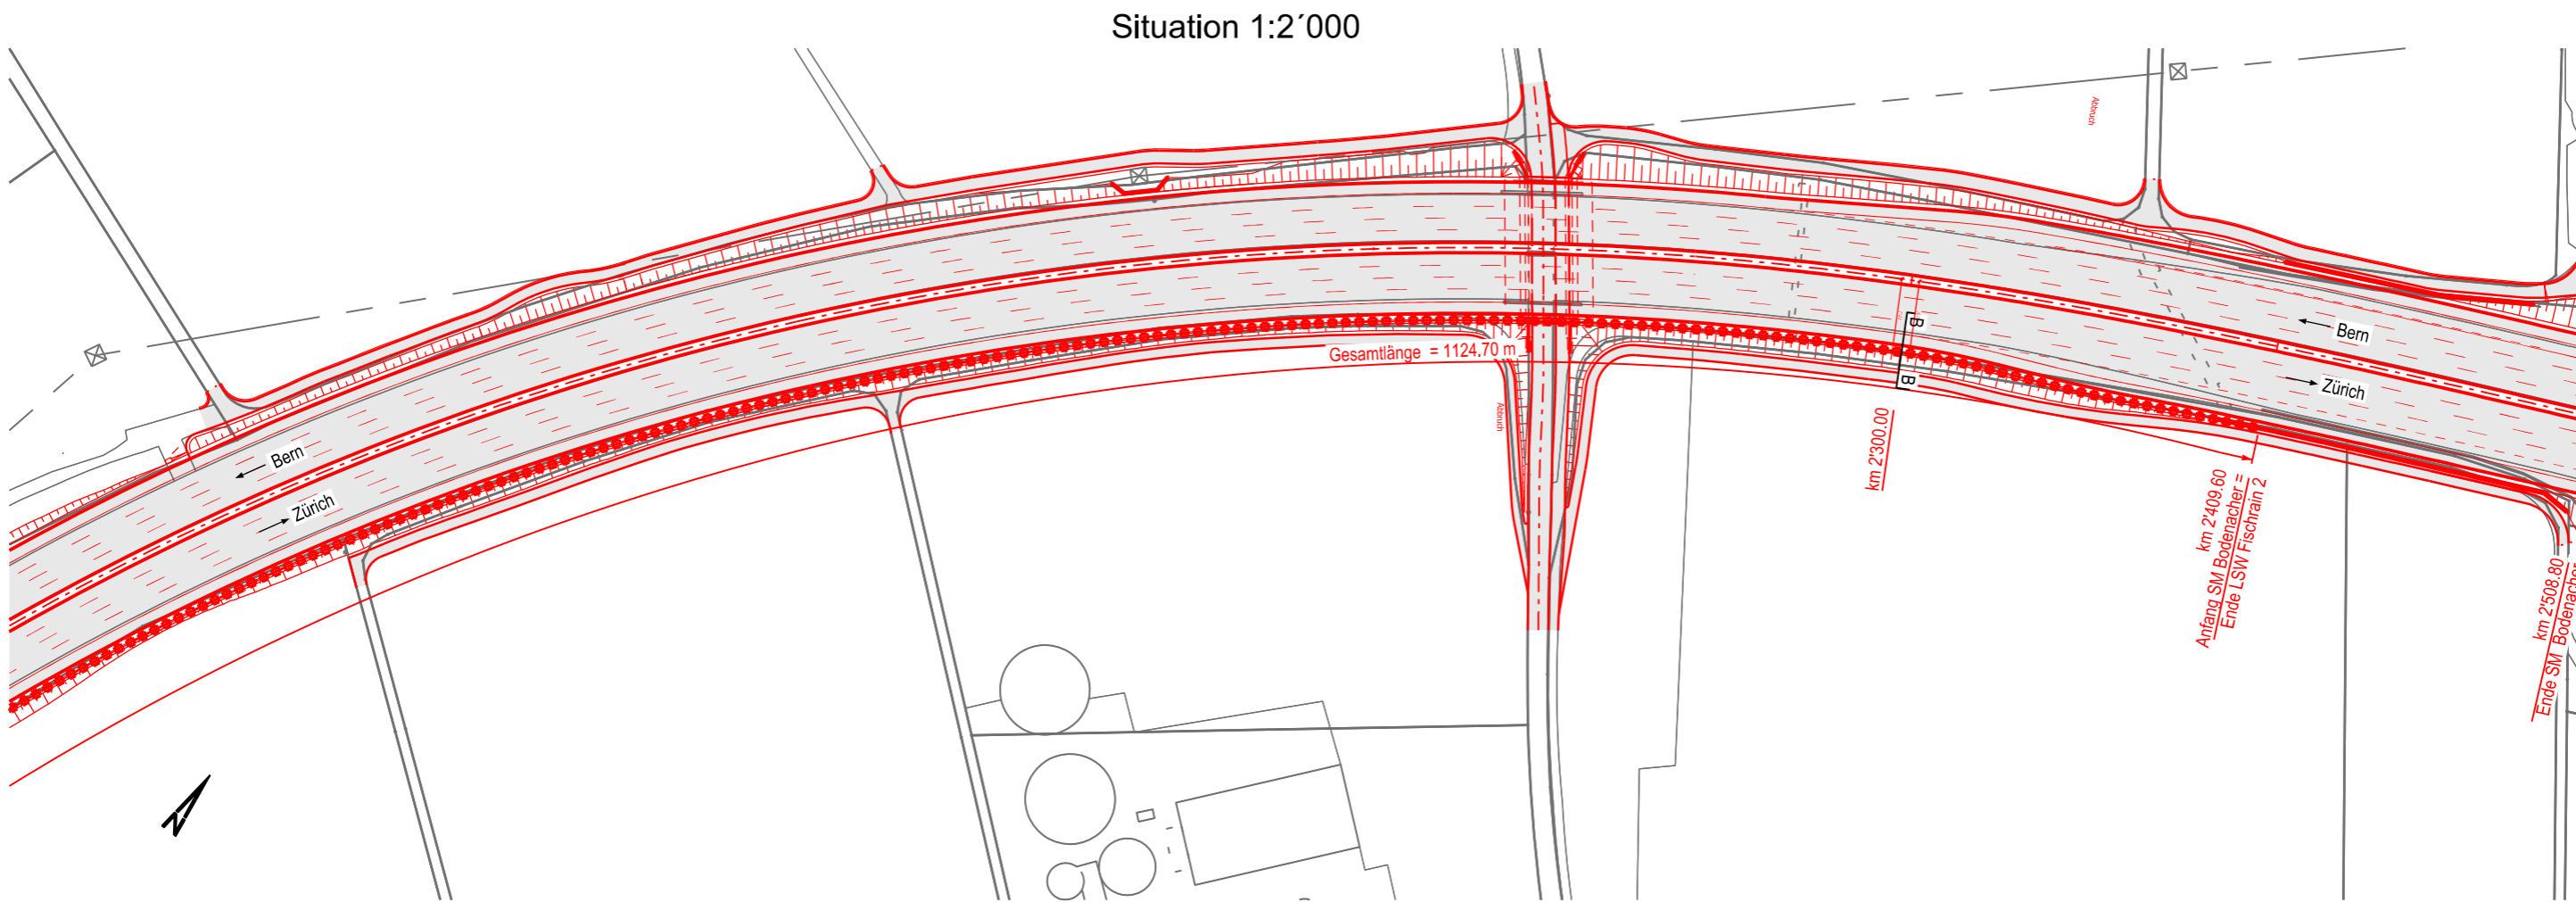 Situation 1:2´000
Abbruch
Bern
Zürich
Gesamtlänge = 1124.70 m
Abbruch
B
B
km 2'300.00
Bern
Zürich
km 2'409.60
Anfang SM Bodenacher =
Ende LSW Fischrain 2
km 2'508.80
Ende SM Bodenacher
N